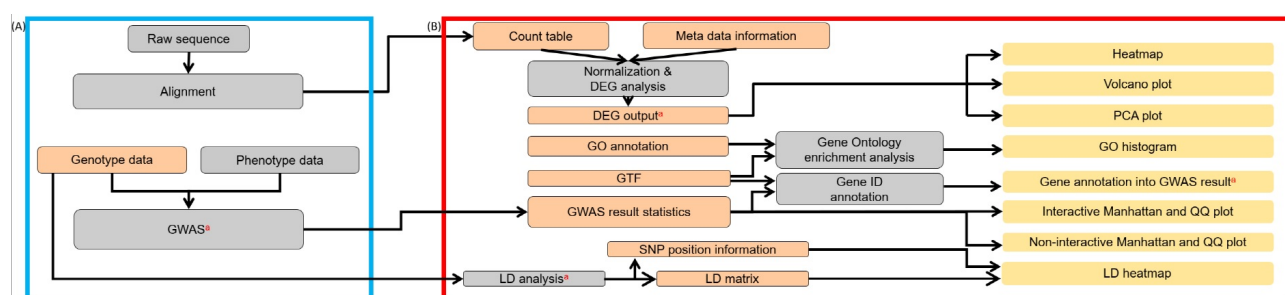 (A)
Raw sequence
Alignment
Genotype data
Phenotype data
GWASa
(B)
Count table
Meta data information
Normalization &
DEG analysis
DEG outputa
GO annotation
GTF
GWAS result statistics
Gene Ontology
enrichment analysis
Gene ID
annotation
SNP position information
LD analysisa
LD matrix
Heatmap
Volcano plot
PCA plot
GO histogram
Gene annotation into GWAS resulta
Interactive Manhattan and QQ plot
Non-interactive Manhattan and QQ plot
LD heatmap